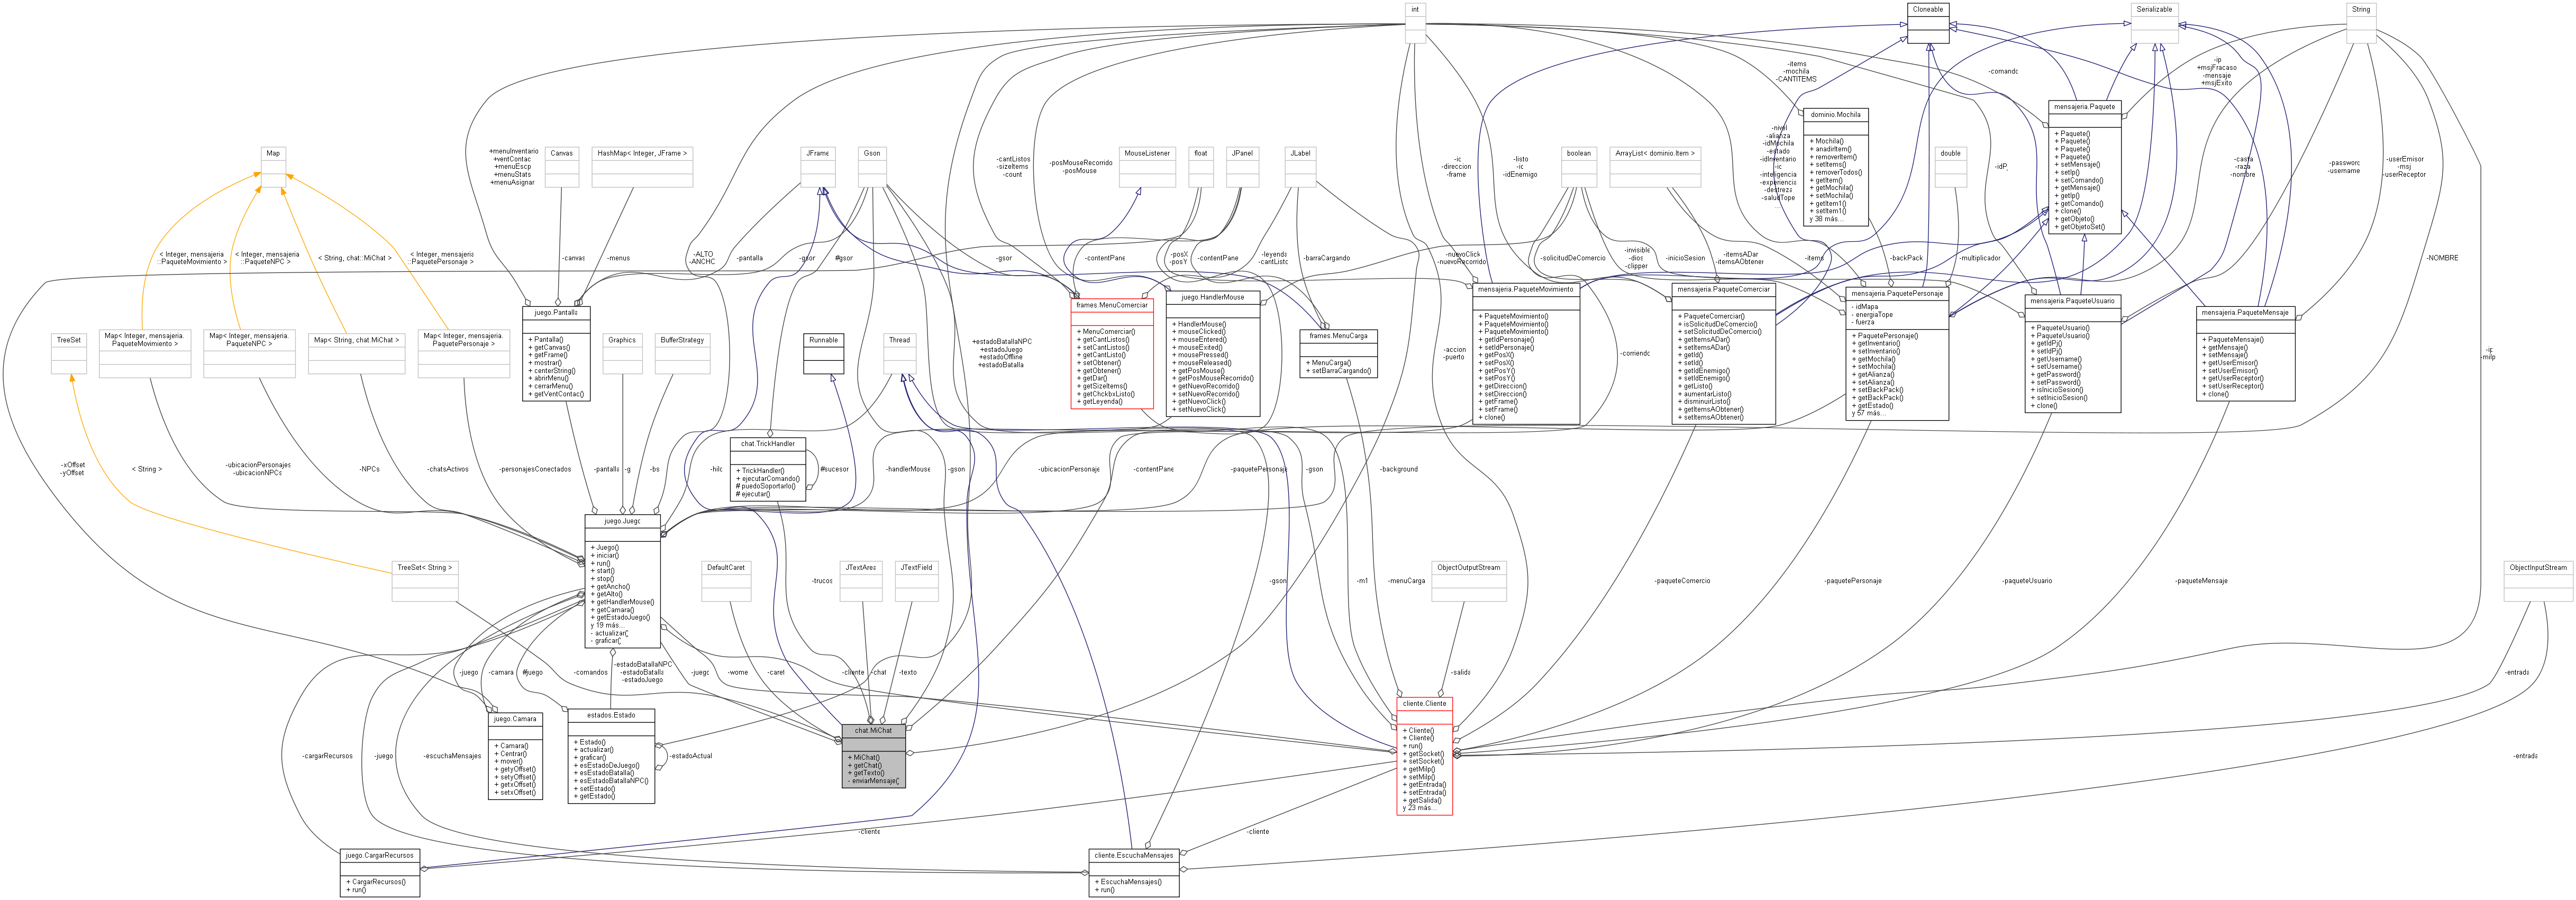 int
Cloneable
Serializable
String
-items
-mochila
-CANTITEMS
-comando
-ip
+msjFracaso
-mensaje
+msjExito
mensajeria.Paquete
+ Paquete()
+ Paquete()
+ Paquete()
+ Paquete()
+ setMensaje()
+ setIp()
+ setComando()
+ getMensaje()
+ getIp()
+ getComando()
+ clone()
+ getObjeto()
+ getObjetoSet()
dominio.Mochila
+ Mochila()
+ anadirItem()
+ removerItem()
+ setItems()
+ removerTodos()
+ getItem()
+ getMochila()
+ setMochila()
+ getItem1()
+ setItem1()
y 38 más...
Map
+menuInventario
+ventContac
+menuEscp
+menuStats
+menuAsignar
Canvas
HashMap< Integer, JFrame >
JFrame
Gson
-cantListos
-sizeItems
-count
-posMouseRecorrido
-posMouse
MouseListener
float
JPanel
JLabel
-ic
-direccion
-frame
-listo
-ic
-idEnemigo
boolean
ArrayList< dominio.Item >
-nivel
-alianza
-idMochila
-estado
-idInventario
-ic
-inteligencia
-experiencia
-destreza
-saludTope
...
double
-idPj
-casta
-raza
-nombre
-password
-username
-userEmisor
-msj
-userReceptor
< Integer, mensajeria
::PaqueteMovimiento >
< Integer, mensajeria
::PaqueteNPC >
< String, chat::MiChat >
< Integer, mensajeria
::PaquetePersonaje >
-canvas
-menus
-ALTO
-ANCHO
-pantalla
-gsor
#gsor
-gsor
-contentPane
-posX
-posY
-contentPane
-leyenda
-cantListo
-barraCargando
-nuevoClick
-nuevoRecorrido
-solicitudDeComercio
-invisible
-dios
-clipper
-inicioSesion
-itemsADar
-itemsAObtener
-items
-backPack
-multiplicador
-NOMBRE
TreeSet
Map< Integer, mensajeria.
PaqueteMovimiento >
Map< Integer, mensajeria.
PaqueteNPC >
Map< String, chat.MiChat >
Map< Integer, mensajeria.
PaquetePersonaje >
juego.Pantalla
+ Pantalla()
+ getCanvas()
+ getFrame()
+ mostrar()
+ centerString()
+ abrirMenu()
+ cerrarMenu()
+ getVentContac()
Graphics
BufferStrategy
Runnable
Thread
+estadoBatallaNPC
+estadoJuego
+estadoOffline
+estadoBatalla
frames.MenuComerciar
+ MenuComerciar()
+ getCantListos()
+ setCantListos()
+ getCantListo()
+ setObtener()
+ getObtener()
+ getDar()
+ getSizeItems()
+ getChckbxListo()
+ getLeyenda()
juego.HandlerMouse
+ HandlerMouse()
+ mouseClicked()
+ mouseEntered()
+ mouseExited()
+ mousePressed()
+ mouseReleased()
+ getPosMouse()
+ getPosMouseRecorrido()
+ setNuevoRecorrido()
+ getNuevoRecorrido()
+ getNuevoClick()
+ setNuevoClick()
frames.MenuCarga
+ MenuCarga()
+ setBarraCargando()
-accion
-puerto
mensajeria.PaqueteMovimiento
+ PaqueteMovimiento()
+ PaqueteMovimiento()
+ PaqueteMovimiento()
+ getIdPersonaje()
+ setIdPersonaje()
+ getPosX()
+ setPosX()
+ getPosY()
+ setPosY()
+ getDireccion()
+ setDireccion()
+ getFrame()
+ setFrame()
+ clone()
-corriendo
mensajeria.PaqueteComerciar
+ PaqueteComerciar()
+ isSolicitudDeComercio()
+ setSolicitudDeComercio()
+ getItemsADar()
+ setItemsADar()
+ getId()
+ setId()
+ getIdEnemigo()
+ setIdEnemigo()
+ getListo()
+ aumentarListo()
+ disminuirListo()
+ getItemsAObtener()
+ setItemsAObtener()
mensajeria.PaquetePersonaje
- idMapa
- energiaTope
- fuerza
+ PaquetePersonaje()
+ getInventario()
+ setInventario()
+ getMochila()
+ setMochila()
+ getAlianza()
+ setAlianza()
+ setBackPack()
+ getBackPack()
+ getEstado()
y 57 más...
mensajeria.PaqueteUsuario
+ PaqueteUsuario()
+ PaqueteUsuario()
+ getIdPj()
+ setIdPj()
+ getUsername()
+ setUsername()
+ getPassword()
+ setPassword()
+ isInicioSesion()
+ setInicioSesion()
+ clone()
mensajeria.PaqueteMensaje
+ PaqueteMensaje()
+ getMensaje()
+ setMensaje()
+ getUserEmisor()
+ setUserEmisor()
+ getUserReceptor()
+ setUserReceptor()
+ clone()
-ip
-milp
-xOffset
-yOffset
< String >
-ubicacionPersonajes
-ubicacionNPCs
-NPCs
-chatsActivos
-personajesConectados
-pantalla
-g
-bs
-hilo
chat.TrickHandler
+ TrickHandler()
+ ejecutarComando()
# puedoSoportarlo()
# ejecutar()
#sucesor
-handlerMouse
-gson
-ubicacionPersonaje
-contentPane
-paquetePersonaje
-gson
-background
juego.Juego
+ Juego()
+ iniciar()
+ run()
+ start()
+ stop()
+ getAncho()
+ getAlto()
+ getHandlerMouse()
+ getCamara()
+ getEstadoJuego()
y 19 más...
- actualizar()
- graficar()
TreeSet< String >
DefaultCaret
-trucos
JTextArea
JTextField
-gson
-m1
-menuCarga
ObjectOutputStream
-paqueteComercio
-paquetePersonaje
-paqueteUsuario
-paqueteMensaje
ObjectInputStream
-juego
-camara
#juego
-estadoBatallaNPC
-estadoBatalla
-estadoJuego
-comandos
-juego
-wome
-caret
-cliente
-chat
-texto
-salida
-entrada
juego.Camara
+ Camara()
+ Centrar()
+ mover()
+ getyOffset()
+ setyOffset()
+ getxOffset()
+ setxOffset()
estados.Estado
+ Estado()
+ actualizar()
+ graficar()
+ esEstadoDeJuego()
+ esEstadoBatalla()
+ esEstadoBatallaNPC()
+ setEstado()
+ getEstado()
-estadoActual
chat.MiChat
+ MiChat()
+ getChat()
+ getTexto()
- enviarMensaje()
cliente.Cliente
+ Cliente()
+ Cliente()
+ run()
+ getSocket()
+ setSocket()
+ getMilp()
+ setMilp()
+ getEntrada()
+ setEntrada()
+ getSalida()
y 23 más...
-cargarRecursos
-juego
-escuchaMensajes
-entrada
-cliente
-cliente
juego.CargarRecursos
+ CargarRecursos()
+ run()
cliente.EscuchaMensajes
+ EscuchaMensajes()
+ run()